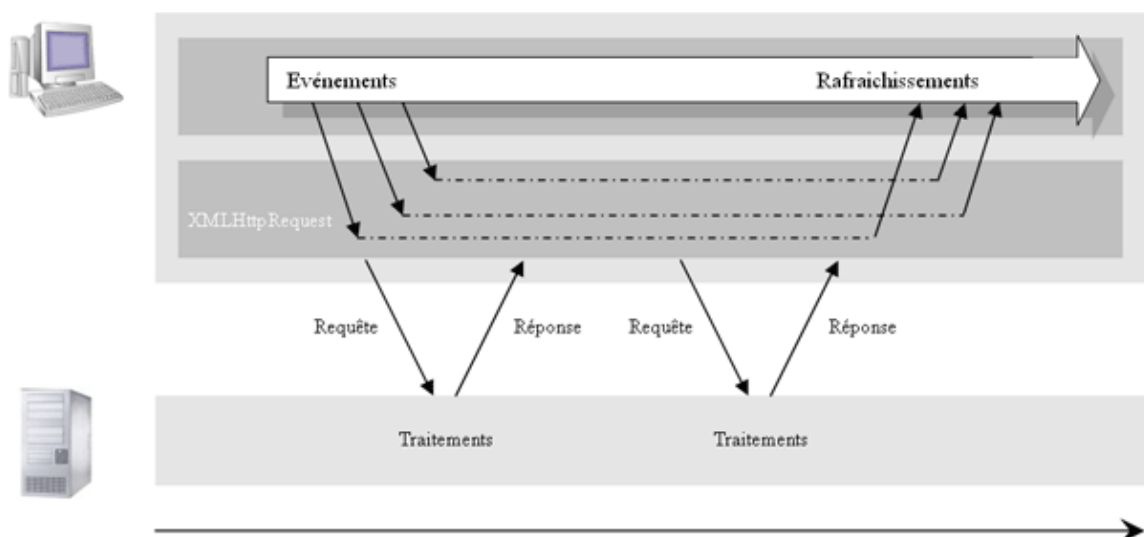 Evénements
Rafraichissements
XMLHttpRequest
Requête
Réponse
Requête
Réponse
Traitements
Traitements